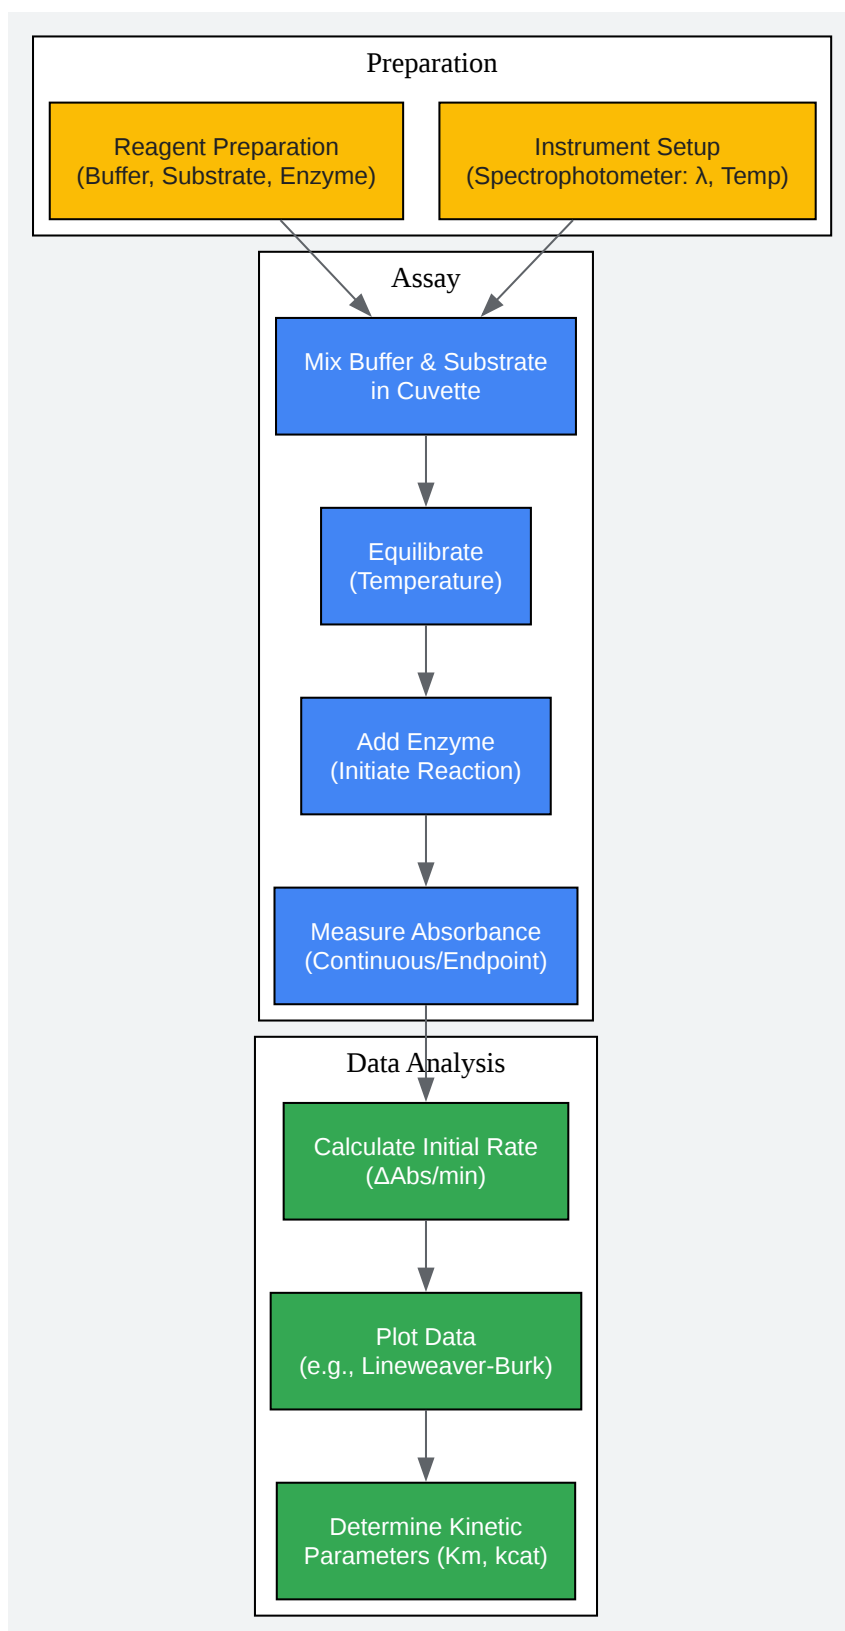 Preparation
Reagent Preparation
(Buffer, Substrate, Enzyme)
Instrument Setup
(Spectrophotometer: λ, Temp)
Assay
Mix Buffer & Substrate
in Cuvette
Equilibrate
(Temperature)
Add Enzyme
(Initiate Reaction)
Measure Absorbance
(Continuous/Endpoint)
Data Analysis
Calculate Initial Rate
(ΔAbs/min)
Plot Data
(e.g., Lineweaver-Burk)
Determine Kinetic
Parameters (Km, kcat)